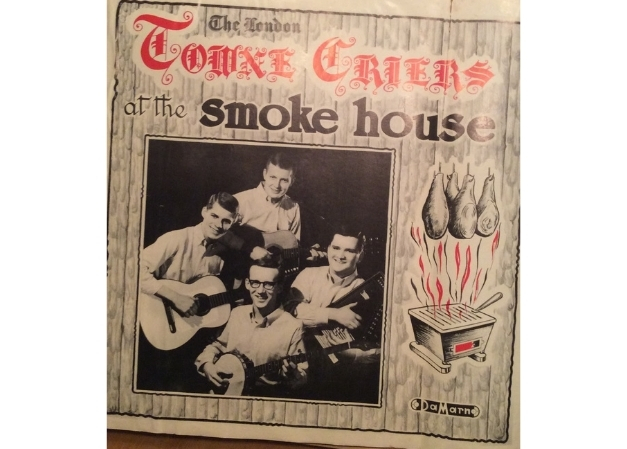 The London
Towne Criers
at the smoke house
DaMarn